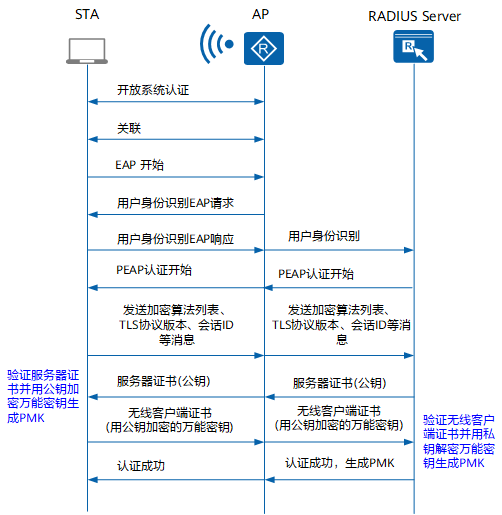 STA
AP
RADIUS Server
开放系统认证
关联
EAP 开始
用户身份识别EAP请求
用户身份识别EAP响应
用户身份识别
PEAP认证开始
PEAP认证开始
发送加密算法列表、
TLS协议版本、会话ID
等消息
发送加密算法列表、
TLS协议版本、会话ID等消
息
验证服务器证
书并用公钥加
密万能密钥生
成PMK
服务器证书(公钥)
服务器证书(公钥)
无线客户端证书
(用公钥加密的万能密钥)
无线客户端证书
(用公钥加密的万能密钥)
验证无线客户
端证书并用私
钥解密万能密
钥生成PMK
认证成功
认证成功，生成PMK